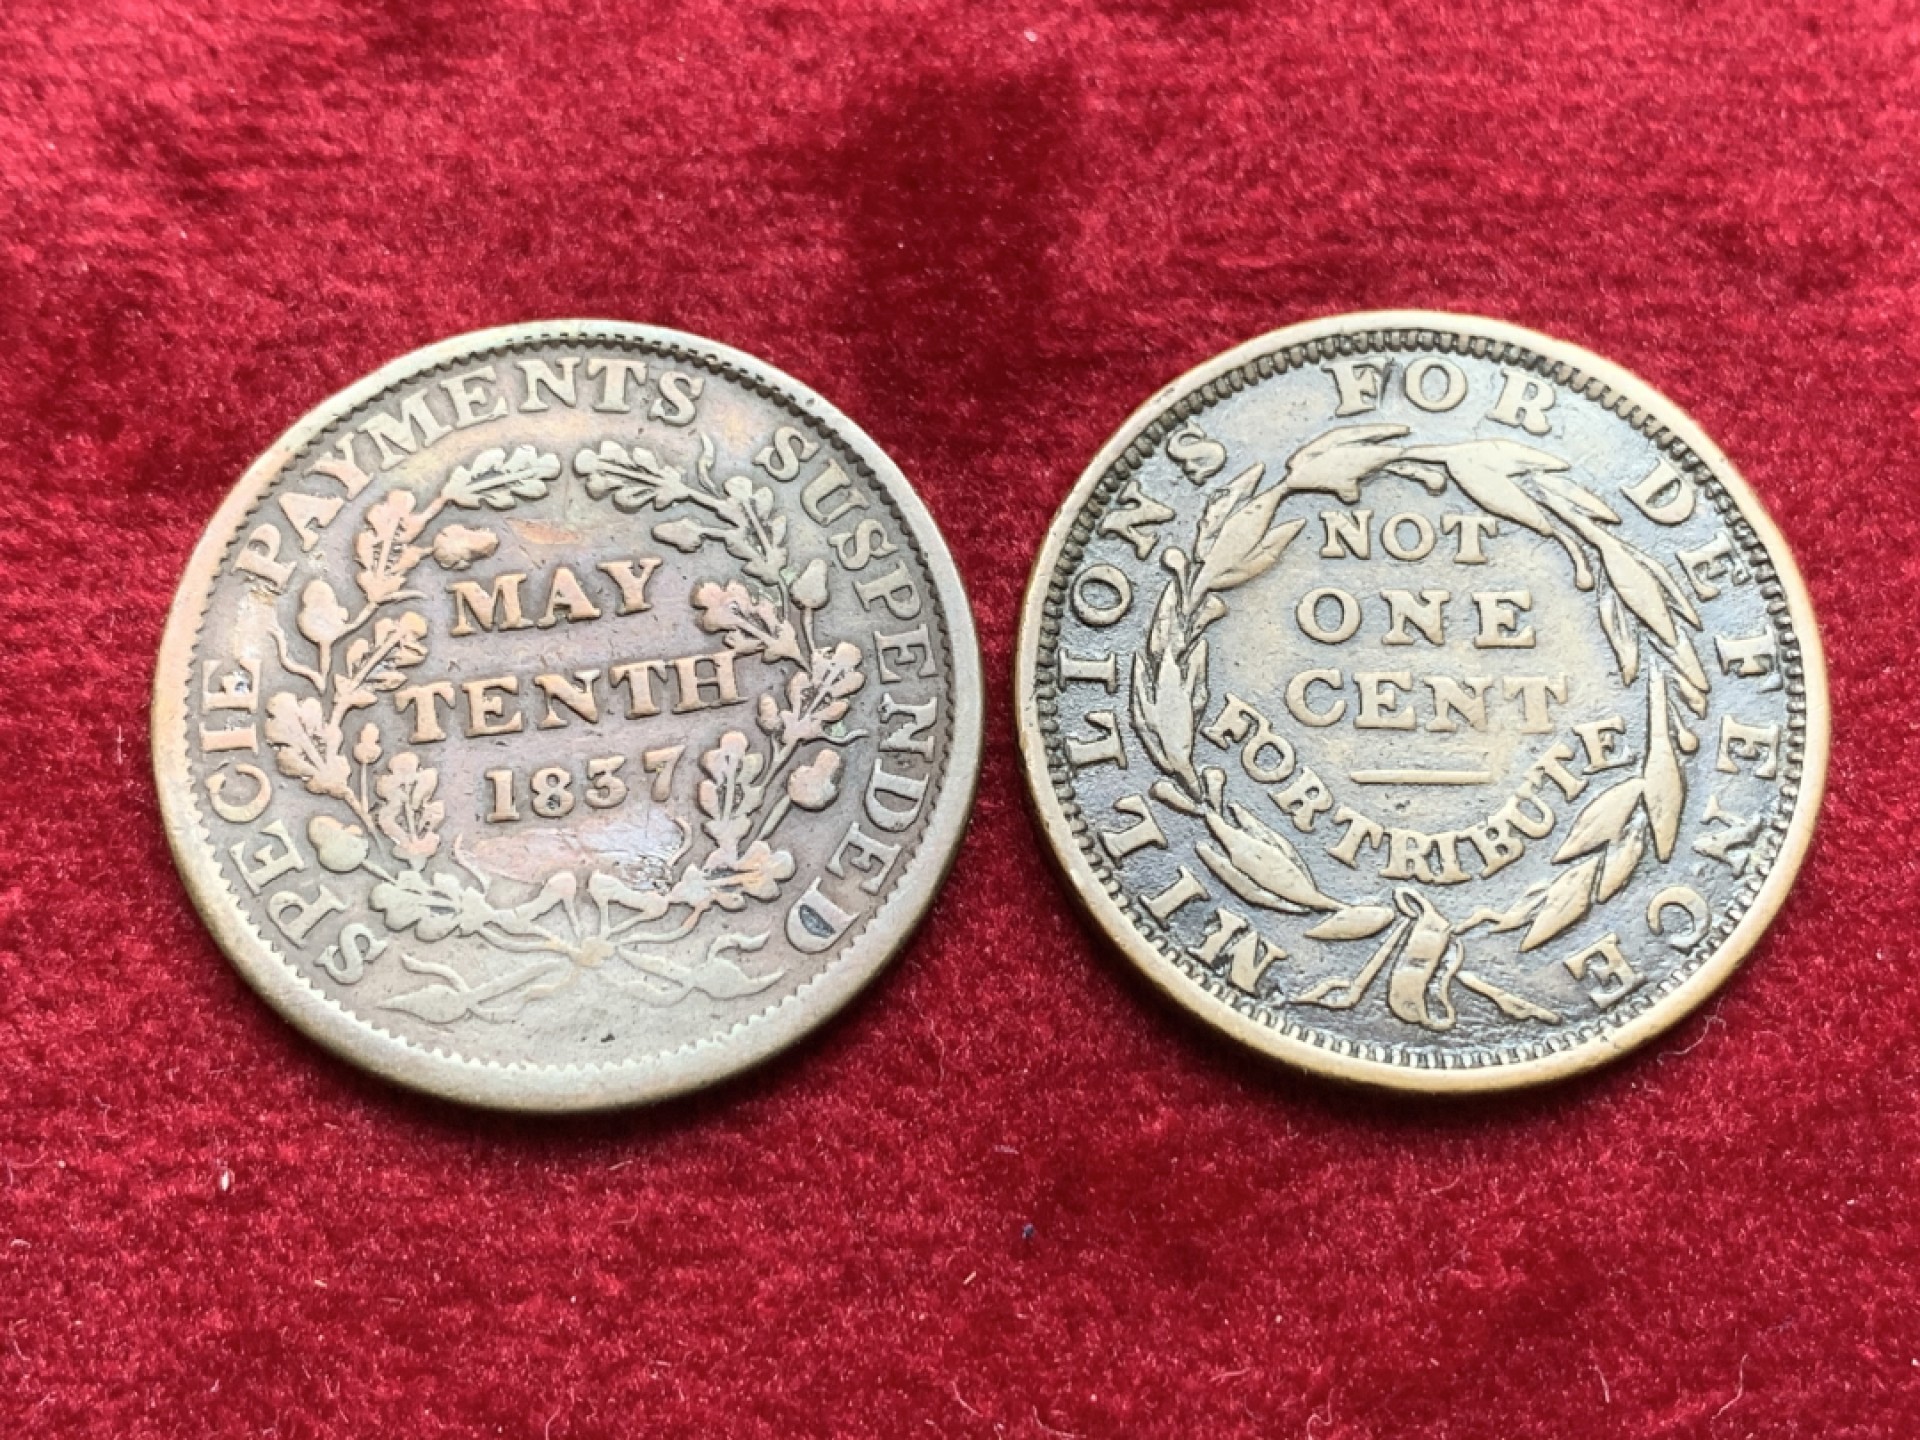 SPECIE PAYMENTS SUSPENDED
MAY
TENTH
1837
MILLIONS FOR DEFENCE
NOT
ONE
CENT
FOR TRIBUTE